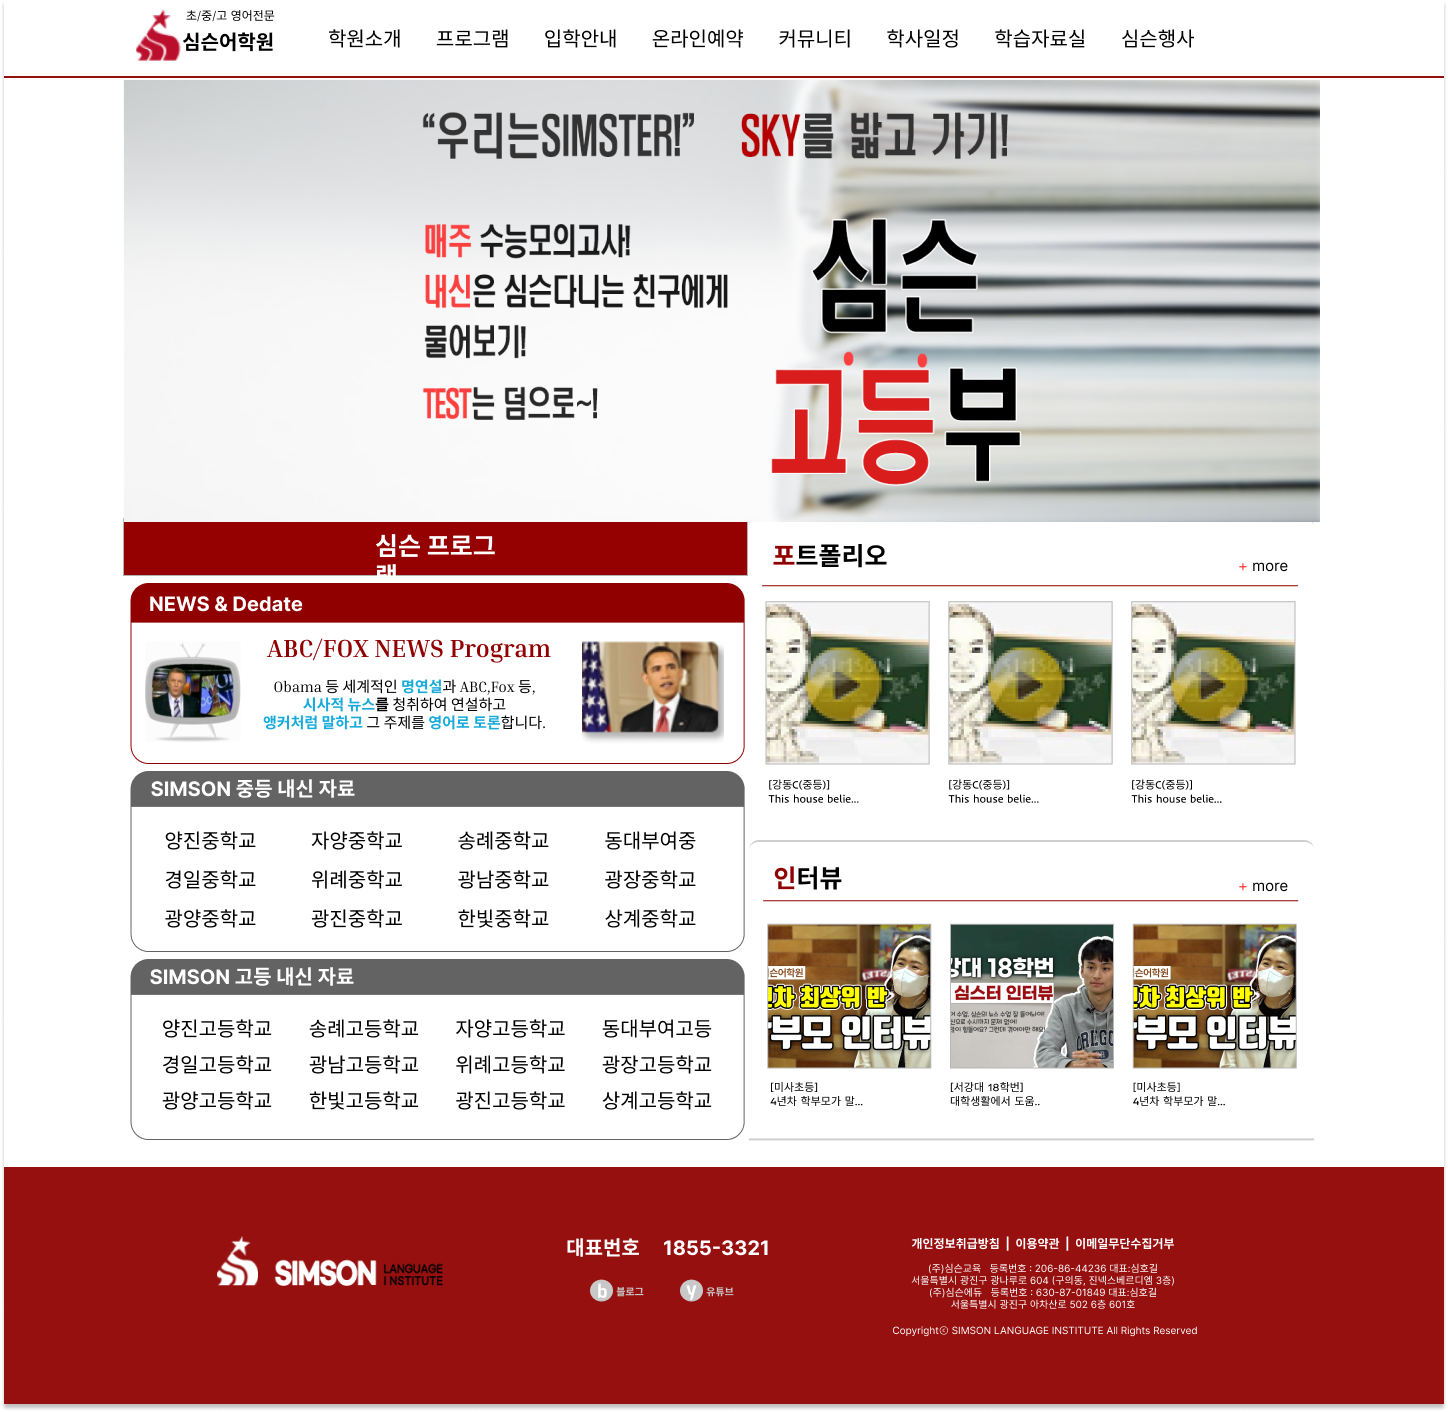 초/중/고 영어전문
심슨어학원
학원소개 프로그램 입학안내 온라인예약 커뮤니티 학사일정 학습자료실 심슨행사
“우리는SIMSTER!” SKY를 밟고 가기!
매주 수능모의고사!
내신은 심슨다니는 친구에게
물어보기!
TEST는 덤으로~!
심슨
고등부
심슨 프로그
램
NEWS & Dedate
ABC/FOX NEWS Program
Obama 등 세계적인 명연설과 ABC,Fox 등,
시사적 뉴스를 청취하여 연설하고
앵커처럼 말하고 그 주제를 영어로 토론합니다.
SIMSON 중등 내신 자료
양진중학교 자양중학교 송례중학교 동대부여중
경일중학교 위례중학교 광남중학교 광장중학교
광양중학교 광진중학교 한빛중학교 상계중학교
SIMSON 고등 내신 자료
양진고등학교 송례고등학교 자양고등학교 동대부여고등
경일고등학교 광남고등학교 위례고등학교 광장고등학교
광양고등학교 한빛고등학교 광진고등학교 상계고등학교
포트폴리오
+ more
SIMSON SIMSON SIMSON
[강동C(중등)] [강동C(중등)] [강동C(중등)]
This house belie... This house belie... This house belie...
인터뷰
+ more
슨어학원
년차 최상위 반
부모 인터뷰
강대 18학번
심스터 인터뷰
슨어학원
년차 최상위 반
부모 인터뷰
[미사초등] [서강대 18학번] [미사초등]
4년차 학부모가 말... 대학생활에서 도움.. 4년차 학부모가 말...
SIMSON LANGUAGE
INSTITUTE
대표번호 1855-3321
b 블로그 y 유튜브
개인정보취급방침 | 이용약관 | 이메일무단수집거부
(주)심슨교육 등록번호 : 206-86-44236 대표:심호길
서울특별시 광진구 광나루로 604 (구의동, 진넥스베르디엠 3층)
(주)심슨에듀 등록번호 : 630-87-01849 대표:심호길
서울특별시 광진구 아차산로 502 6층 601호
Copyrightⓒ SIMSON LANGUAGE INSTITUTE All Rights Reserved